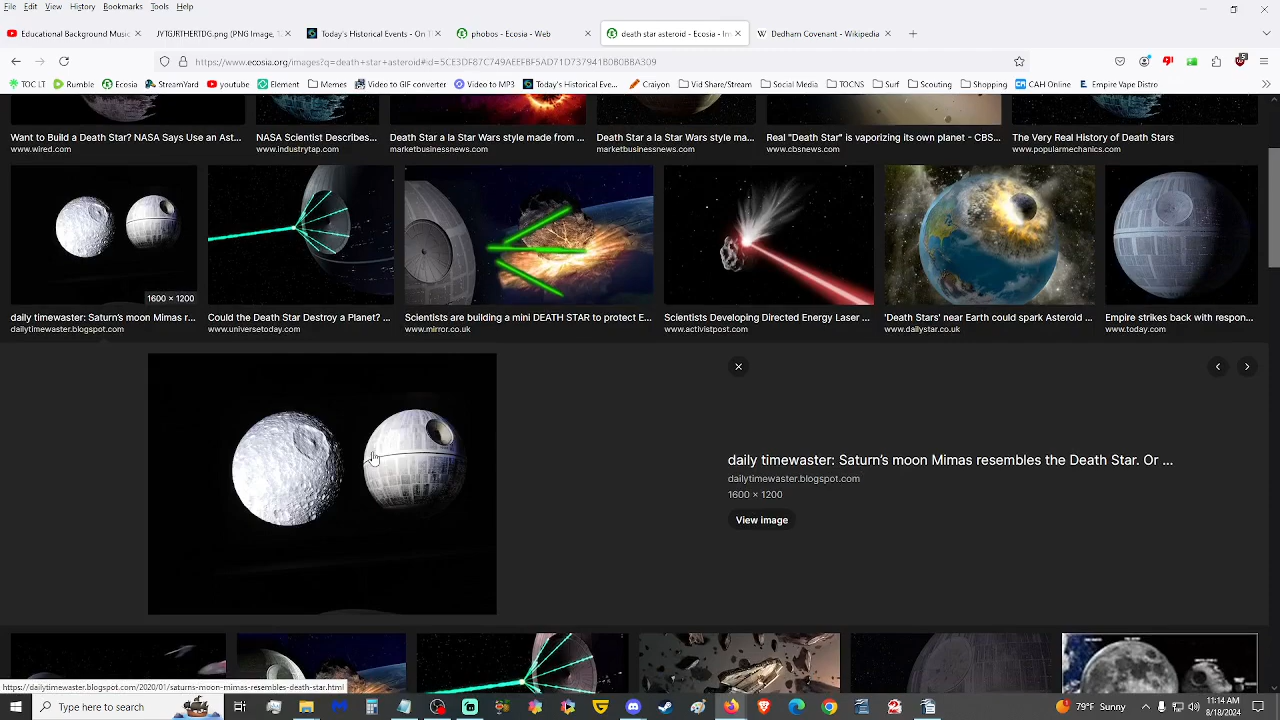 File Edit View History Bookmarks Tools Help
Educational Background Music
JYTGJRTHERTDG.png (PNG Image, 
Today's Historical Events - On T
phobos - Ecosia - Web
death star asteroid - Ecosia - Im
Dedham Covenant - Wikipedia
https://www.ecosia.org/images?q=death+star+asteroid#id=
TOC LT Rumble Ecosia StreamYard youtube Element Memes Video to GIF converter Video to MP3 Today's Historical Eve... Craiyon Vid Share/Stream Social Media TOCNS Surf Scouting Shopping CAH Online Empire Vape Distro
Want to Build a Death Star? NASA Says Use an Ast...
www.wired.com
NASA Scientist Describes...
www.industrytap.com
Death Star a la Star Wars style made from ...
marketbusinessnews.com
Death Star a la Star Wars style ma...
marketbusinessnews.com
Real "Death Star" is vaporizing its own planet - CBS...
www.cbsnews.com
The Very Real History of Death Stars
www.popularmechanics.com
1600 × 1200
daily timewaster: Saturn's moon Mimas r...
dailytimewaster.blogspot.com
Could the Death Star Destroy a Planet? ...
www.universetoday.com
Scientists are building a mini DEATH STAR to protect E...
www.mirror.co.uk
Scientists Developing Directed Energy Laser ...
www.activistpost.com
'Death Stars' near Earth could spark Asteroid ...
www.dailystar.co.uk
Empire strikes back with respon...
www.today.com
daily timewaster: Saturn's moon Mimas resembles the Death Star. Or ...
dailytimewaster.blogspot.com
1600 × 1200
View image
https://dailytimewaster.blogspot.com/2020/01/saturns-moon-mimas-resembles-death-star.html
Type here to search
79°F Sunny
11:14 AM
8/18/2024